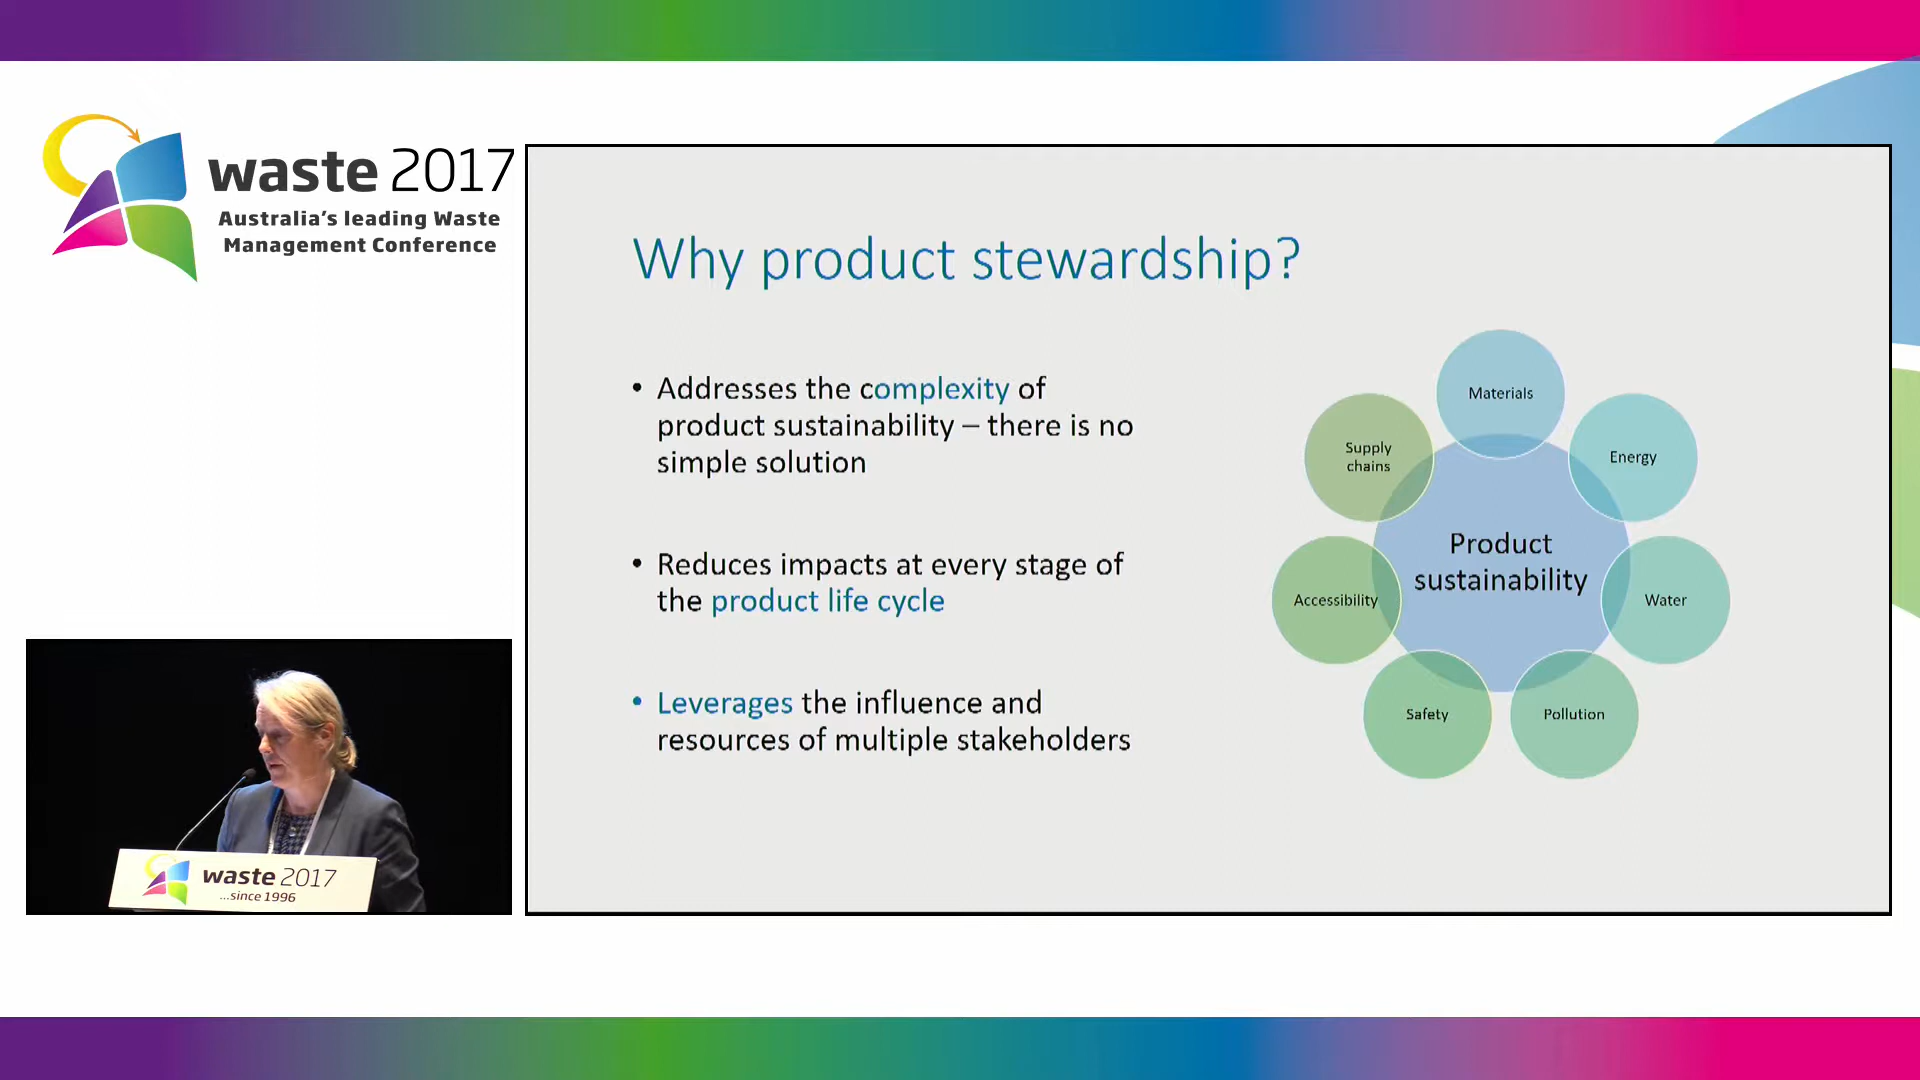 waste 2017
Australia's leading Waste
Management Conference
Why product stewardship?
• Addresses the complexity of
product sustainability – there is no
simple solution
• Reduces impacts at every stage of
the product life cycle
• Leverages the influence and
resources of multiple stakeholders
Materials
Energy
Water
Pollution
Safety
Accessibility
Supply
chains
Product
sustainability
waste 2017
...since 1996